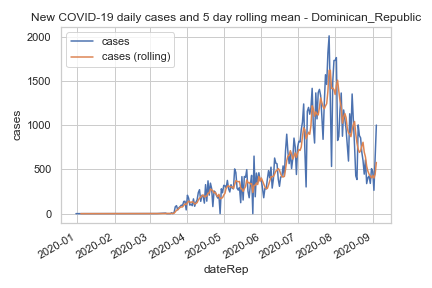 New COVID-19 daily cases and 5 day rolling mean - Dominican_Republic
cases
cases (rolling)
2000
1500
1000
500
0
cases
2020-01
2020-02
2020-03
2020-04
2020-05
2020-06
2020-07
2020-08
2020-09
dateRep